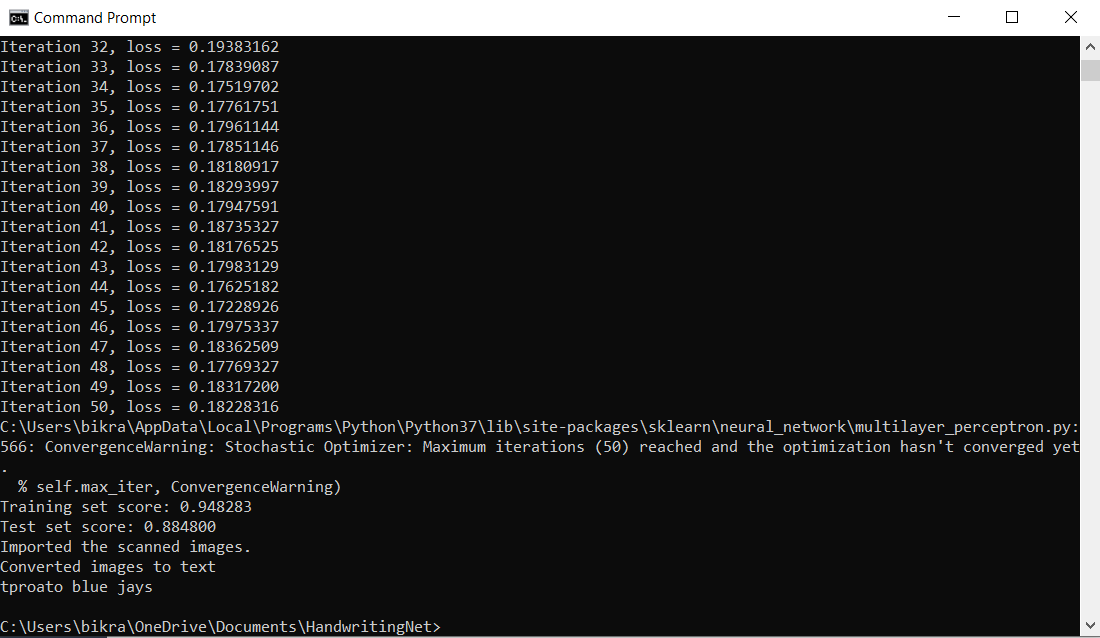 Command Prompt
Iteration 32, loss = 0.19383162
Iteration 33, loss = 0.17839087
Iteration 34, loss = 0.17519702
Iteration 35, loss = 0.17761751
Iteration 36, loss = 0.17961144
Iteration 37, loss = 0.17851146
Iteration 38, loss = 0.18180917
Iteration 39, loss = 0.18293997
Iteration 40, loss = 0.17947591
Iteration 41, loss = 0.18735327
Iteration 42, loss = 0.18176525
Iteration 43, loss = 0.17983129
Iteration 44, loss = 0.17625182
Iteration 45, loss = 0.17228926
Iteration 46, loss = 0.17975337
Iteration 47, loss = 0.18362509
Iteration 48, loss = 0.17769327
Iteration 49, loss = 0.18317200
Iteration 50, loss = 0.18228316
C:\Users\bikra\AppData\Local\Programs\Python\Python37\lib\site-packages\sklearn\neural_network\multilayer_perceptron.py:
566: ConvergenceWarning: Stochastic Optimizer: Maximum iterations (50) reached and the optimization hasn't converged yet
.
  % self.max_iter, ConvergenceWarning)
Training set score: 0.948283
Test set score: 0.884800
Imported the scanned images.
Converted images to text
tproato blue jays
C:\Users\bikra\OneDrive\Documents\HandwritingNet>